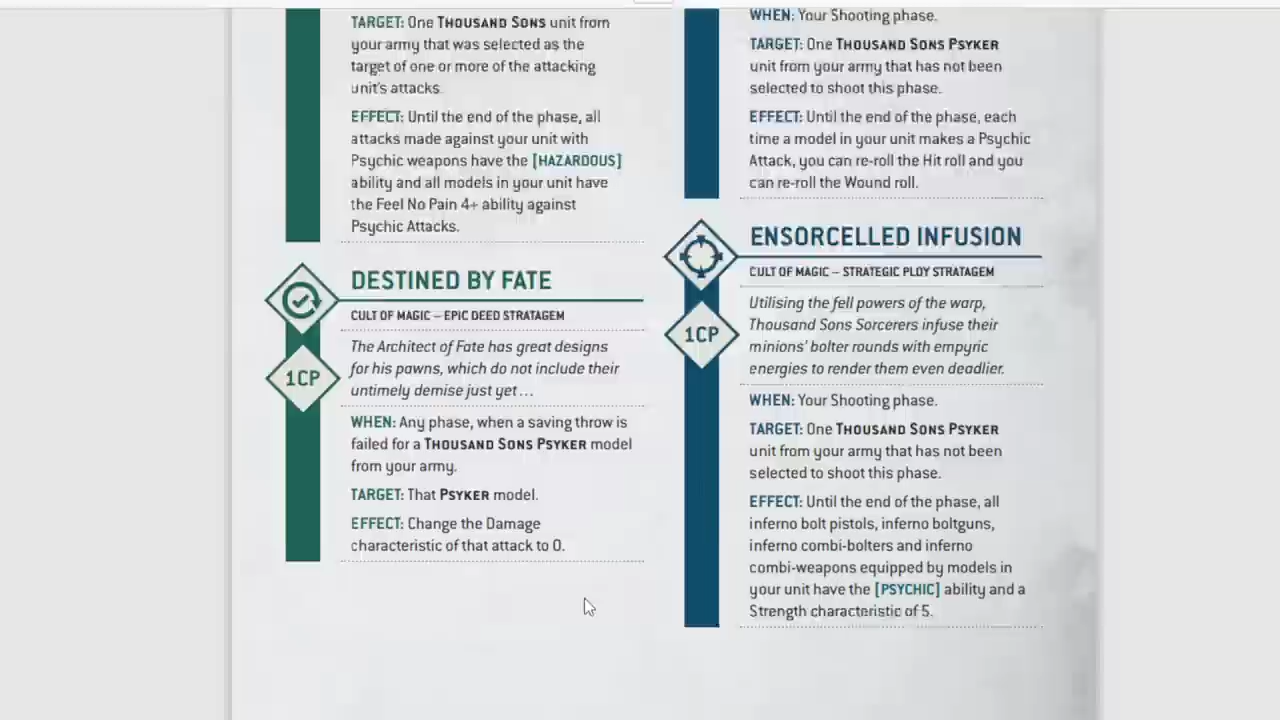 TARGET: One THOUSAND SONS unit from
your army that was selected as the
target of one or more of the attacking
unit's attacks.
EFFECT: Until the end of the phase, all
attacks made against your unit with
Psychic weapons have the [HAZARDOUS]
ability and all models in your unit have
the Feel No Pain 4+ ability against
Psychic Attacks.
DESTINED BY FATE
CULT OF MAGIC – EPIC DEED STRATAGEM
1CP
The Architect of Fate has great designs
for his pawns, which do not include their
untimely demise just yet...
WHEN: Any phase, when a saving throw is
failed for a THOUSAND SONS PSYKER model
from your army.
TARGET: That PSYKER model.
EFFECT: Change the Damage
characteristic of that attack to 0.
WHEN: Your Shooting phase.
TARGET: One THOUSAND SONS PSYKER
unit from your army that has not been
selected to shoot this phase.
EFFECT: Until the end of the phase, each
time a model in your unit makes a Psychic
Attack, you can re-roll the Hit roll and you
can re-roll the Wound roll.
ENSORCELLED INFUSION
CULT OF MAGIC – STRATEGIC PLOY STRATAGEM
1CP
Utilising the fell powers of the warp,
Thousand Sons Sorcerers infuse their
minions' bolter rounds with empyric
energies to render them even deadlier.
WHEN: Your Shooting phase.
TARGET: One THOUSAND SONS PSYKER
unit from your army that has not been
selected to shoot this phase.
EFFECT: Until the end of the phase, all
inferno bolt pistols, inferno boltguns,
inferno combi-bolters and inferno
combi-weapons equipped by models in
your unit have the [PSYCHIC] ability and a
Strength characteristic of 5.